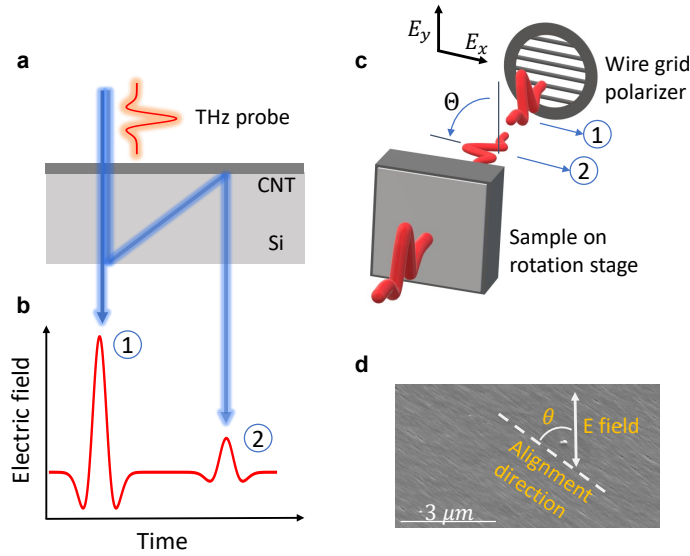 a
THz probe
CNT
Si
b
1
2
Electric field
Time
c
E_y
E_x
Wire grid
polarizer
Θ
1
2
Sample on
rotation stage
d
θ
E field
Alignment
direction
3 μm